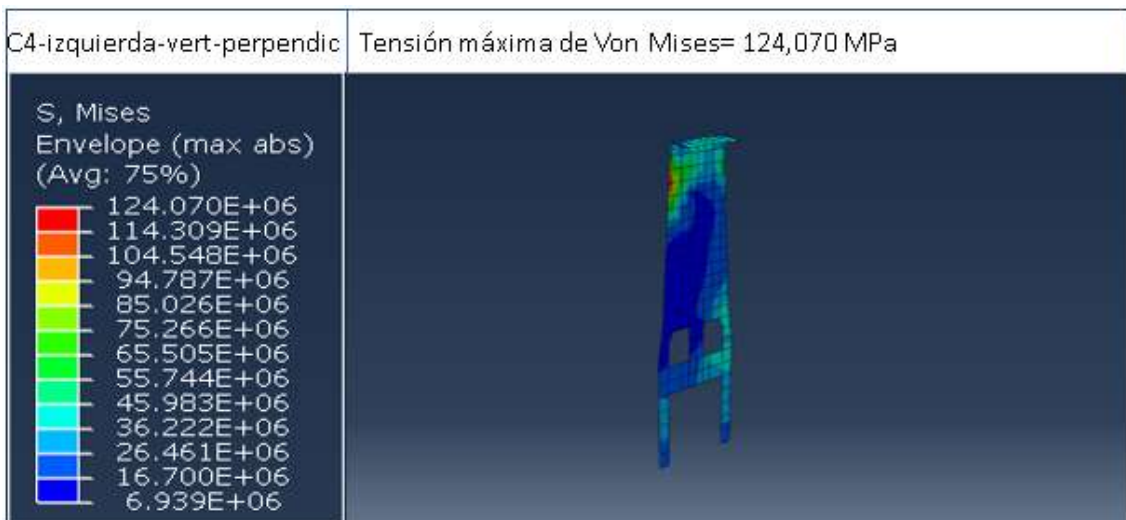 C4-izquierda-vert-perpendic
Tensión máxima de Von Mises= 124,070 MPa
S, Mises
Envelope (max abs)
(Avg: 75%)
124.070E+06
114.309E+06
104.548E+06
94.787E+06
85.026E+06
75.266E+06
65.505E+06
55.744E+06
45.983E+06
36.222E+06
26.461E+06
16.700E+06
6.939E+06